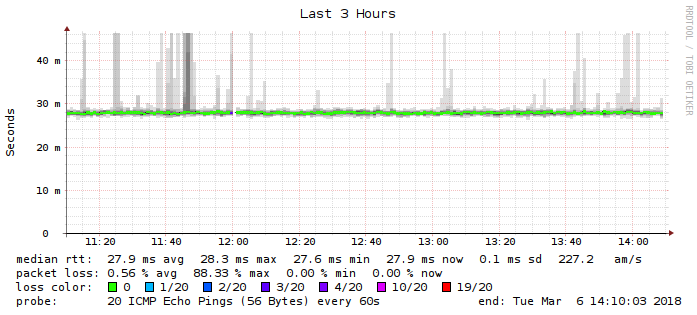 Last 3 Hours
RRDTOOL / TOBI OETIKER
Seconds
40 m
30 m
20 m
10 m
0
11:20 11:40 12:00 12:20 12:40 13:00 13:20 13:40 14:00
median rtt: 27.9 ms avg 28.3 ms max 27.6 ms min 27.9 ms now 0.1 ms sd 227.2 am/s
packet loss: 0.56 % avg 88.33 % max 0.00 % min 0.00 % now
loss color: 0 1/20 2/20 3/20 4/20 10/20 19/20
probe: 20 ICMP Echo Pings (56 Bytes) every 60s end: Tue Mar 6 14:10:03 2018